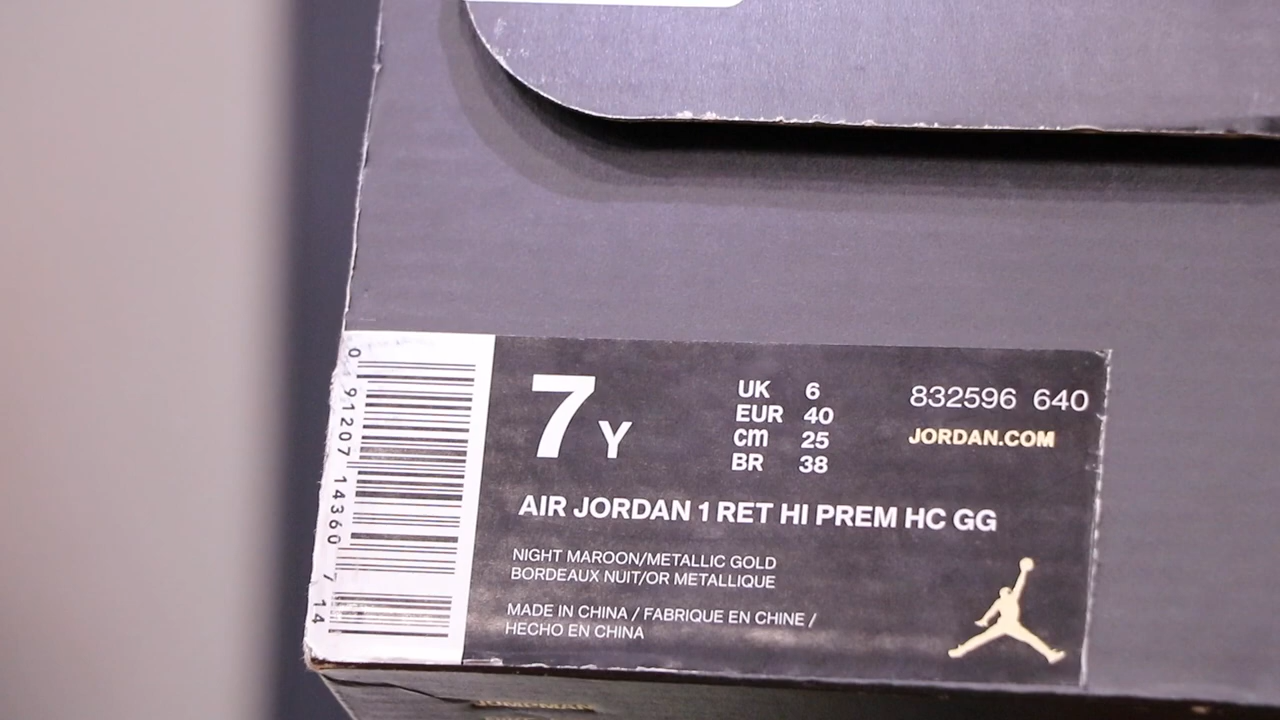 7 Y
UK 6
EUR 40
cm 25
BR 38
832596 640
JORDAN.COM
AIR JORDAN 1 RET HI PREM HC GG
NIGHT MAROON/METALLIC GOLD
BORDEAUX NUIT/OR METALLIQUE
MADE IN CHINA / FABRIQUE EN CHINE /
HECHO EN CHINA
0 91207 14360 7 14
JUMPMAN